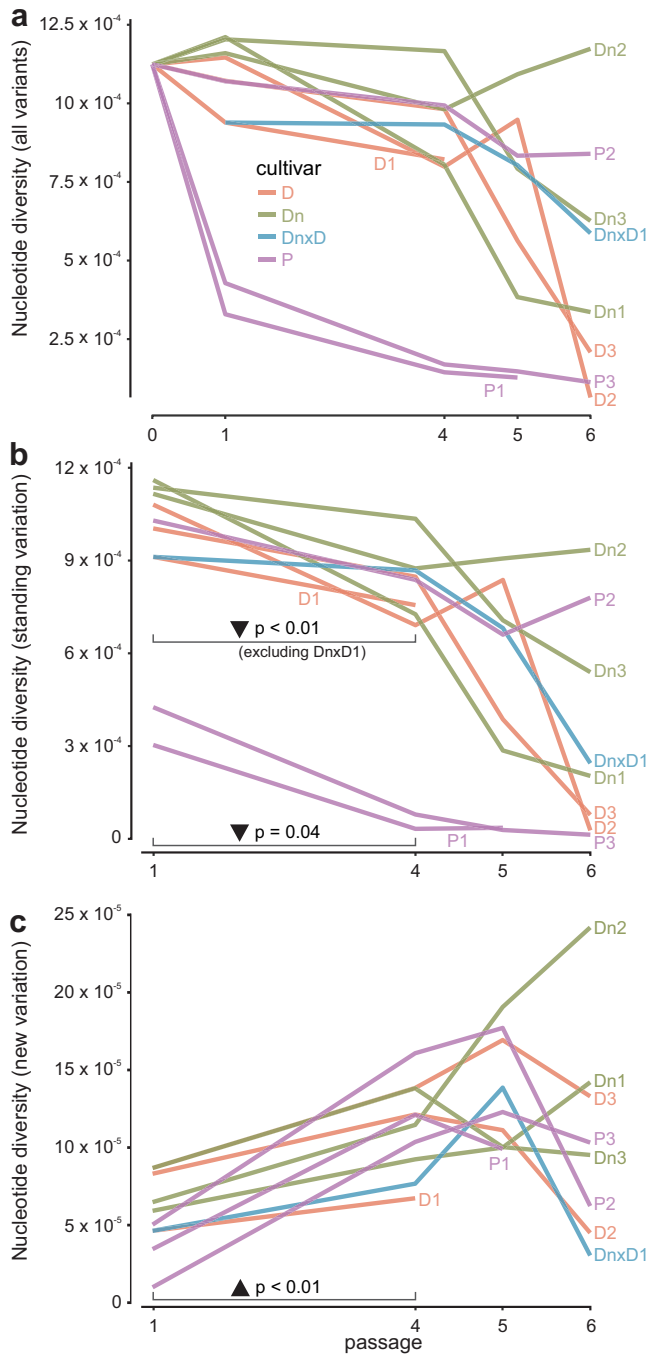 a
Nucleotide diversity (all variants)
12.5 x 10⁻⁴
10 x 10⁻⁴
7.5 x 10⁻⁴
5 x 10⁻⁴
2.5 x 10⁻⁴
cultivar
D
Dn
DnxD
P
D1
P1
Dn2
P2
Dn3
DnxD1
Dn1
D3
P3
D2
0
1
4
5
6
b
Nucleotide diversity (standing variation)
12 x 10⁻⁴
9 x 10⁻⁴
6 x 10⁻⁴
3 x 10⁻⁴
0
D1
▼ p < 0.01
(excluding DnxD1)
▼ p = 0.04
P1
Dn2
P2
Dn3
DnxD1
Dn1
D3
D2
P3
1
4
5
6
c
Nucleotide diversity (new variation)
25 x 10⁻⁵
20 x 10⁻⁵
15 x 10⁻⁵
10 x 10⁻⁵
5 x 10⁻⁵
0
D1
P1
▲ p < 0.01
Dn2
Dn1
D3
P3
Dn3
P2
D2
DnxD1
1
4
5
6
passage